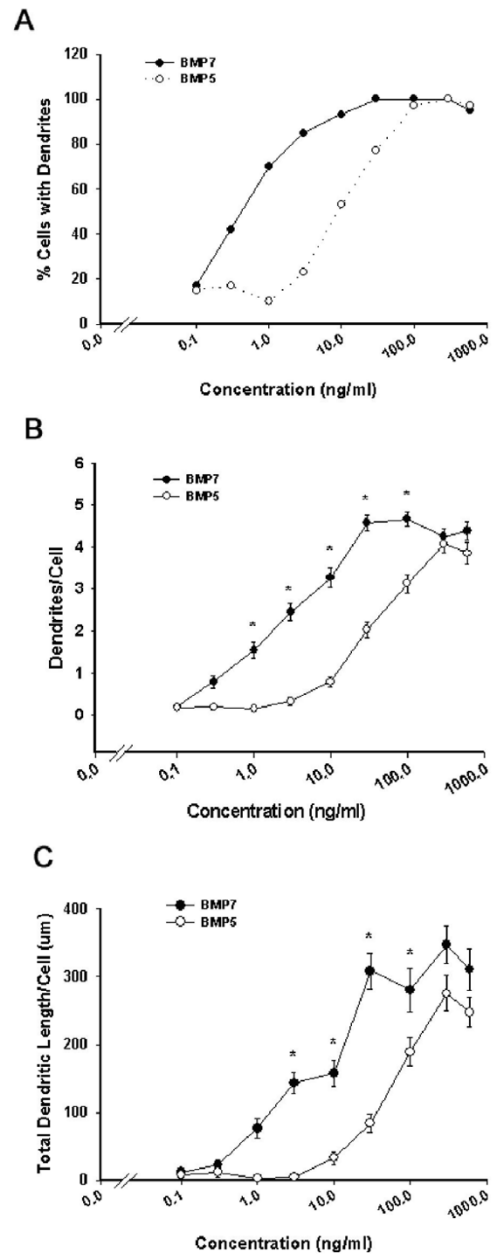 A
BMP7
BMP5
120
100
80
60
40
20
0
% Cells with Dendrites
0.0
0.1
1.0
10.0
100.0
1000.0
Concentration (ng/ml)
B
BMP7
BMP5
6
5
4
3
2
1
0
Dendrites/Cell
* * * * *
0,0
0,1
1,0
10,0
100,0
1000,0
Concentration (ng/ml)
C
BMP7
BMP5
400
300
200
100
0
Total Dendritic Length/Cell (um)
* * * *
0.0
0.1
1.0
10.0
100.0
1000.0
Concentration (ng/ml)